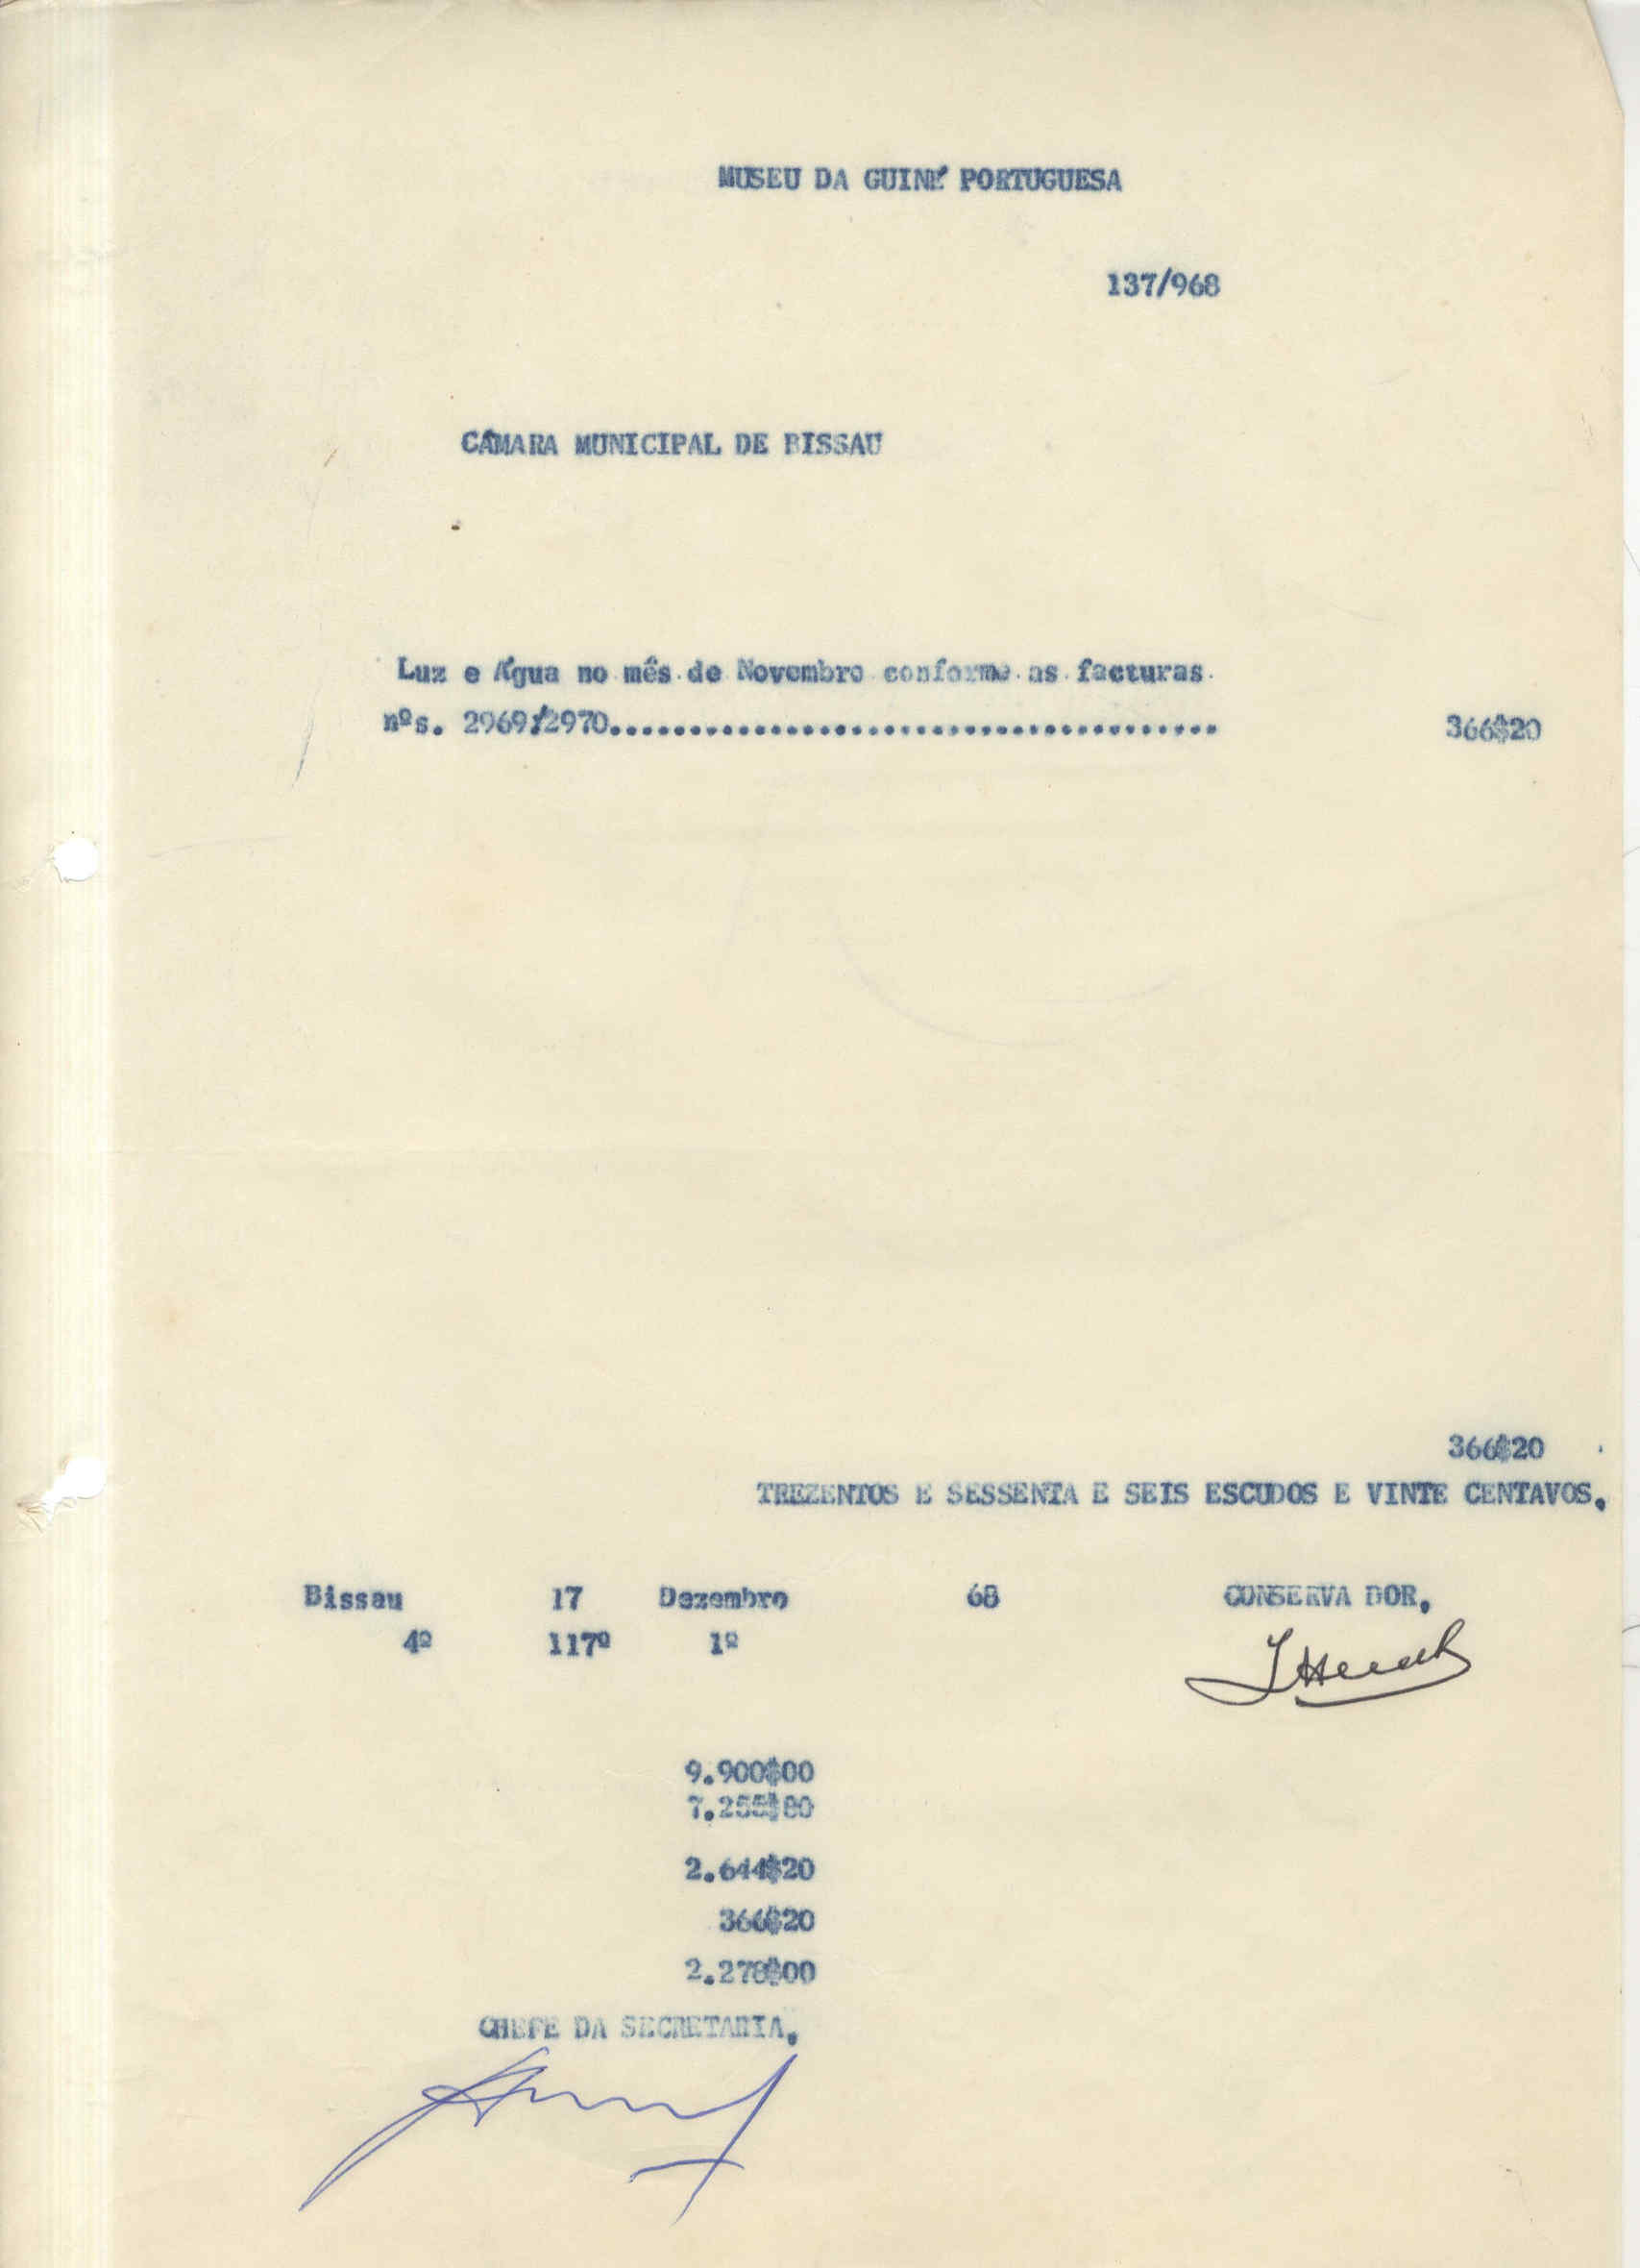 MUSEU DA GUINÉ PORTUGUESA
137/968
CÂMARA MUNICIPAL DE BISSAU
Luz e Água no mês de Novembro conforme as facturas
nºs. 2969/2970......................................
366$20
366$20
TREZENTOS E SESSENTA E SEIS ESCUDOS E VINTE CENTAVOS.
Bissau 17 Dezembro 68 CONSERVA DOR,
4º 117º 1º
9.900$00
7.255$80
2.644$20
366$20
2.278$00
CHEFE DA SECRETARIA,